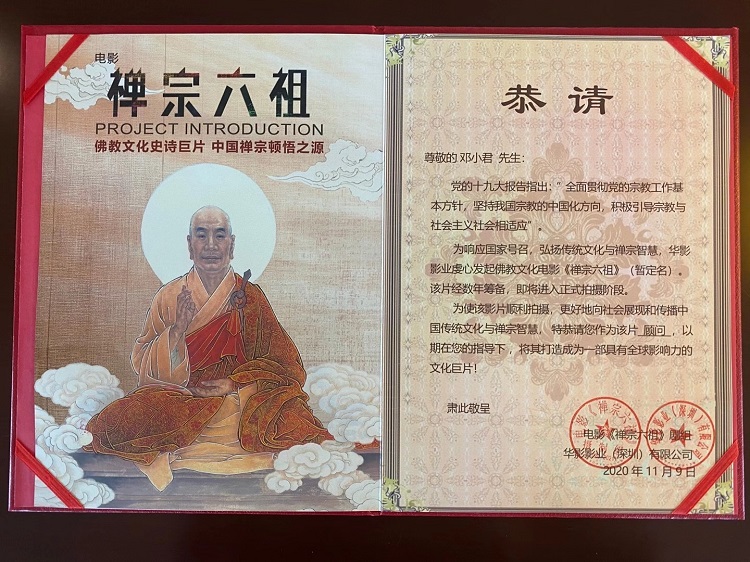 电影
禅宗六祖
PROJECT INTRODUCTION
佛教文化史诗巨片 中国禅宗顿悟之源
恭请
尊敬的 邓小君 先生：
党的十九大报告指出："全面贯彻党的宗教工作基
本方针，坚持我国宗教的中国化方向，积极引导宗教与
社会主义社会相适应"。
为响应国家号召，弘扬传统文化与禅宗智慧，华影
影业虔心发起佛教文化电影《禅宗六祖》（暂定名）。
该片经数年筹备，即将进入正式拍摄阶段。
为使该影片顺利拍摄，更好地向社会展现和传播中
国传统文化与禅宗智慧，特恭请您作为该片 顾问 ，以
期在您的指导下，将其打造成为一部具有全球影响力的
文化巨片！
肃此敬呈
电影《禅宗六祖》剧组
华影影业（深圳）有限公司
2020 年 11 月 9 日